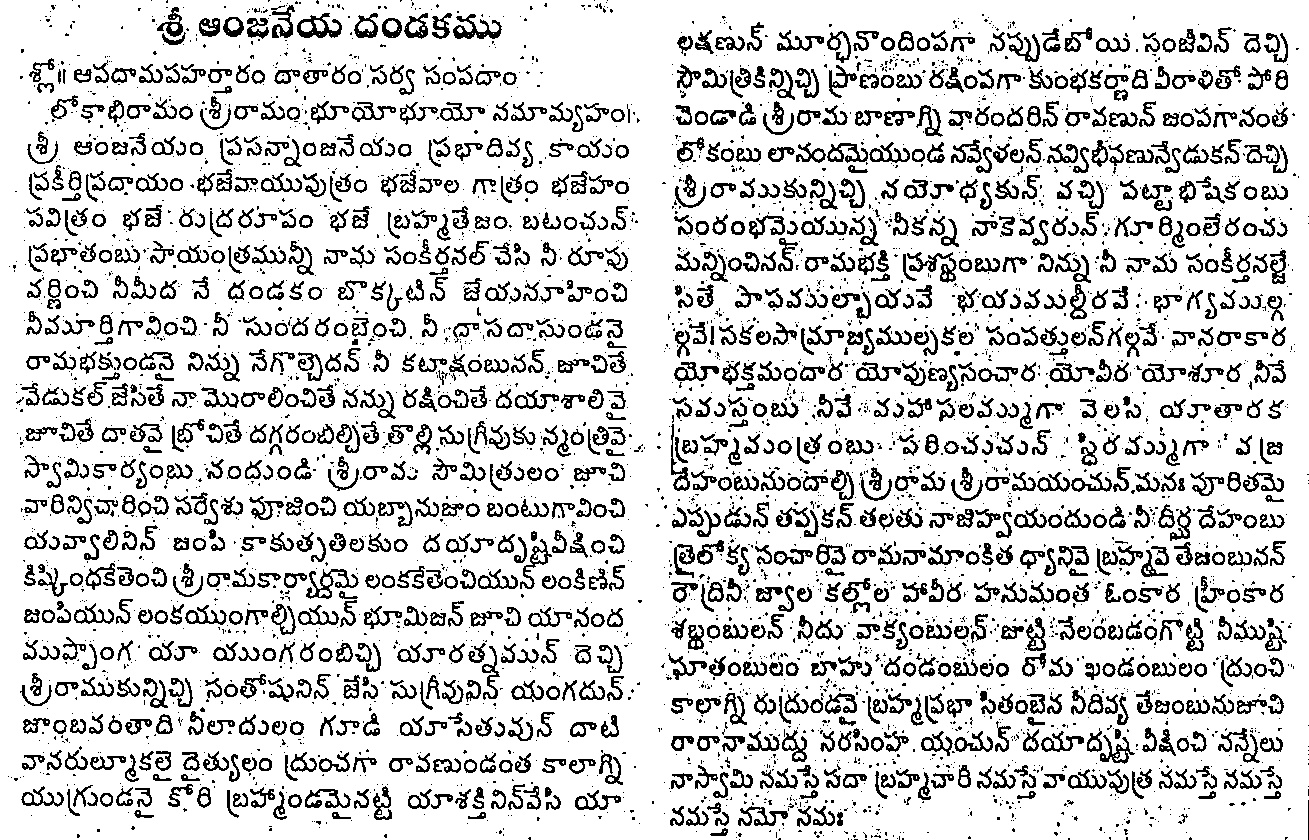 శ్రీ ఆంజనేయ దండకము
శ్లో॥ ఆపదామపహర్తారం దాతారం సర్వ సంపదాం
లోకాభిరామం శ్రీరామం భూయోభూయో నమామ్యహం।
శ్రీ ఆంజనేయం ప్రసన్నాంజనేయం ప్రభాదివ్య కాయం
ప్రకీర్తిప్రదాయం భజేవాయుపుత్రం భజేవాల గాత్రం భజేహం
పవిత్రం భజే రుద్రరూపం భజే బ్రహ్మతేజం బటంచున్
ప్రభాతంబు సాయంత్రమున్నీ నామ సంకీర్తనల్ చేసి నీ రూపు
వర్ణించి నీమీద నే దండకం బొక్కటిన్ జేయనూహించి
నీమూర్తిగావించి నీ సుందరంబెంచి నీ దాసదాసుండనై
రామభక్తుండనై నిన్ను నేగొల్చెదన్ నీ కటాక్షంబునన్ జూచితే
వేడుకల్ జేసితే నా మొరాలించితే నన్ను రక్షించితే దయాశాలివై
జూచితే దాతవై బ్రోచితే దగ్గరంబిల్చితే తొల్లి సుగ్రీవుకు న్మంత్రివై
స్వామికార్యంబు నందుండి శ్రీరామ సౌమిత్రులం జూచి
వారిన్విచారించి సర్వేశు పూజించి యబ్భానుజుం బంటుగావించి
యవ్వాలినిన్ జంపి కాకుత్సతిలకుం దయాదృష్టివీక్షించి
కిష్కింధకేతెంచి శ్రీరామకార్యార్థమై లంకకేతెంచియున్ లంకిణిన్
జంపియున్ లంకయుంగాల్చియున్ భూమిజన్ జూచి యానంద
ముప్పొంగ యా యుంగరంబిచ్చి యారత్నమున్ దెచ్చి
శ్రీరాముకున్నిచ్చి సంతోషునిన్ జేసి సుగ్రీవునిన్ యంగదున్
జాంబవంతాది నీలాదులం గూడి యాసేతువున్ దాటి
వానరుల్మూకలై దైత్యులం ద్రుంచగా రావణుండంత కాలాగ్ని
యుగ్రుండనై కోరి బ్రహ్మాండమైనట్టి యాశక్తినిన్‌వేసి యా
లక్షణున్ మూర్ఛనొందింపగా నప్పుడేబోయి సంజీవిన్ దెచ్చి
సౌమిత్రికిన్నిచ్చి ప్రాణంబు రక్షింపగా కుంభకర్ణాది వీరాళితో పోరి
చెండాడి శ్రీరామ బాణాగ్ని వారందరిన్ రావణున్ జంపగానంత
లోకంబు లానందమైయుండ నవ్వేళలన్ నవ్విభీషణున్వేడుకన్ దెచ్చి
శ్రీరాముకున్నిచ్చి నయోధ్యకున్ వచ్చి పట్టాభిషేకంబు
సంరంభమైయున్న నీకన్న నాకెవ్వరున్ గూర్మింలేరంచు
మన్నించినన్ రామభక్తి ప్రశస్థంబుగా నిన్ను నీ నామ సంకీర్తనల్జే
సితే పాపముల్బాయవే భయముల్దీరవే భాగ్యముల్గ
ల్గవే। సకలసామ్రాజ్యముల్సకల సంపత్తులన్‌గల్గవే వానరాకార
యోభక్తమందార యోపుణ్యసంచార యోవీర యోశూర నీవే
సమస్తంబు నీవే మహాసలమ్ముగా వెలసి యాతారక
బ్రహ్మమంత్రంబు పఠించుచున్ స్థిరమ్ముగా వజ్ర
దేహంబునుందాల్చి శ్రీరామ శ్రీరామయంచున్ మనః పూరితమై
ఎప్పుడున్ తప్పకన్ తలతు నాజిహ్వయందుండి నీ దీర్ఘ దేహంబు
త్రైలోక్య సంచారివై రామనామాంకిత ధ్యానివై బ్రహ్మవై తేజంబునన్
రాద్రినీ జ్వాల కల్లోల హావీర హనుమంత ఓంకార హ్రీంకార
శబ్థంబులన్ నీదు వాక్యంబులన్ జుట్టి నేలంబడంగొట్టి నీముష్టి
ఘాతంబులం బాహు దండంబులం రోమ ఖండంబులం ద్రుంచి
కాలాగ్ని రుద్రుండవై బ్రహ్మప్రభా సితంబైన నీదివ్య తేజంబునుజూచి
రారానాముద్దు నరసింహ యంచున్ దయాదృష్టి వీక్షించి నన్నేలు
నాస్వామి నమస్తే సదా బ్రహ్మచారీ నమస్తే వాయుపుత్ర నమస్తే నమస్తే
నమస్తే నమో నమః